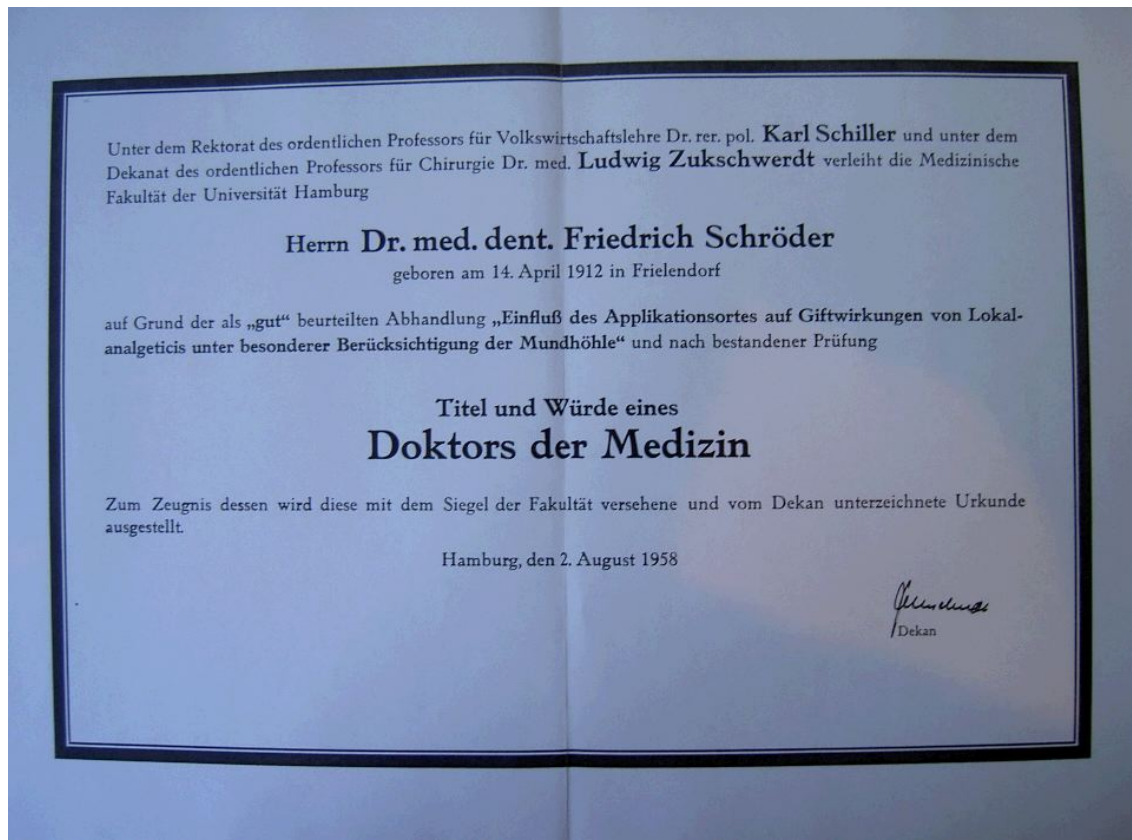 Unter dem Rektorat des ordentlichen Professors für Volkswirtschaftslehre Dr. rer. pol. Karl Schiller und unter dem
Dekanat des ordentlichen Professors für Chirurgie Dr. med. Ludwig Zukschwerdt verleiht die Medizinische
Fakultät der Universität Hamburg
Herrn Dr. med. dent. Friedrich Schröder
geboren am 14. April 1912 in Frielendorf
auf Grund der als „gut“ beurteilten Abhandlung „Einfluß des Applikationsortes auf Giftwirkungen von Lokal-
analgeticis unter besonderer Berücksichtigung der Mundhöhle“ und nach bestandener Prüfung
Titel und Würde eines
Doktors der Medizin
Zum Zeugnis dessen wird diese mit dem Siegel der Fakultät versehene und vom Dekan unterzeichnete Urkunde
ausgestellt.
Hamburg, den 2. August 1958
Dekan